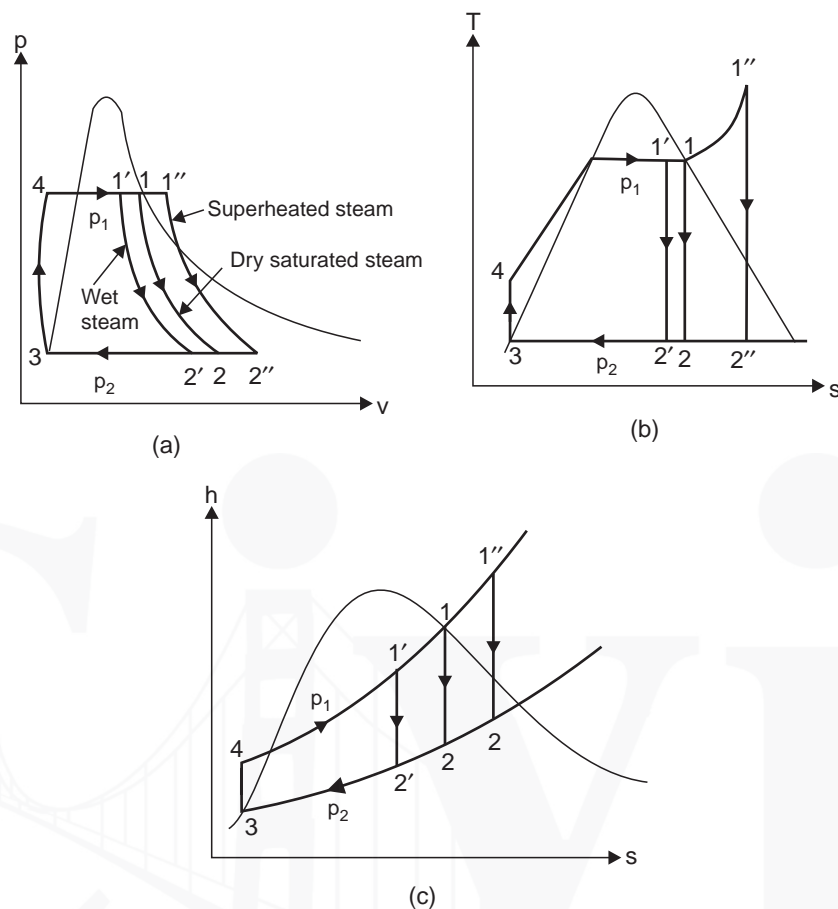 p
4
1′ 1 1″
p₁
Superheated steam
Dry saturated steam
Wet
steam
3
p₂
2′ 2 2″
v
(a)
T
1″
1′ 1
p₁
4
3
p₂
2′ 2 2″
s
(b)
h
1″
1
1′
p₁
4
2
2
2′
p₂
3
s
(c)